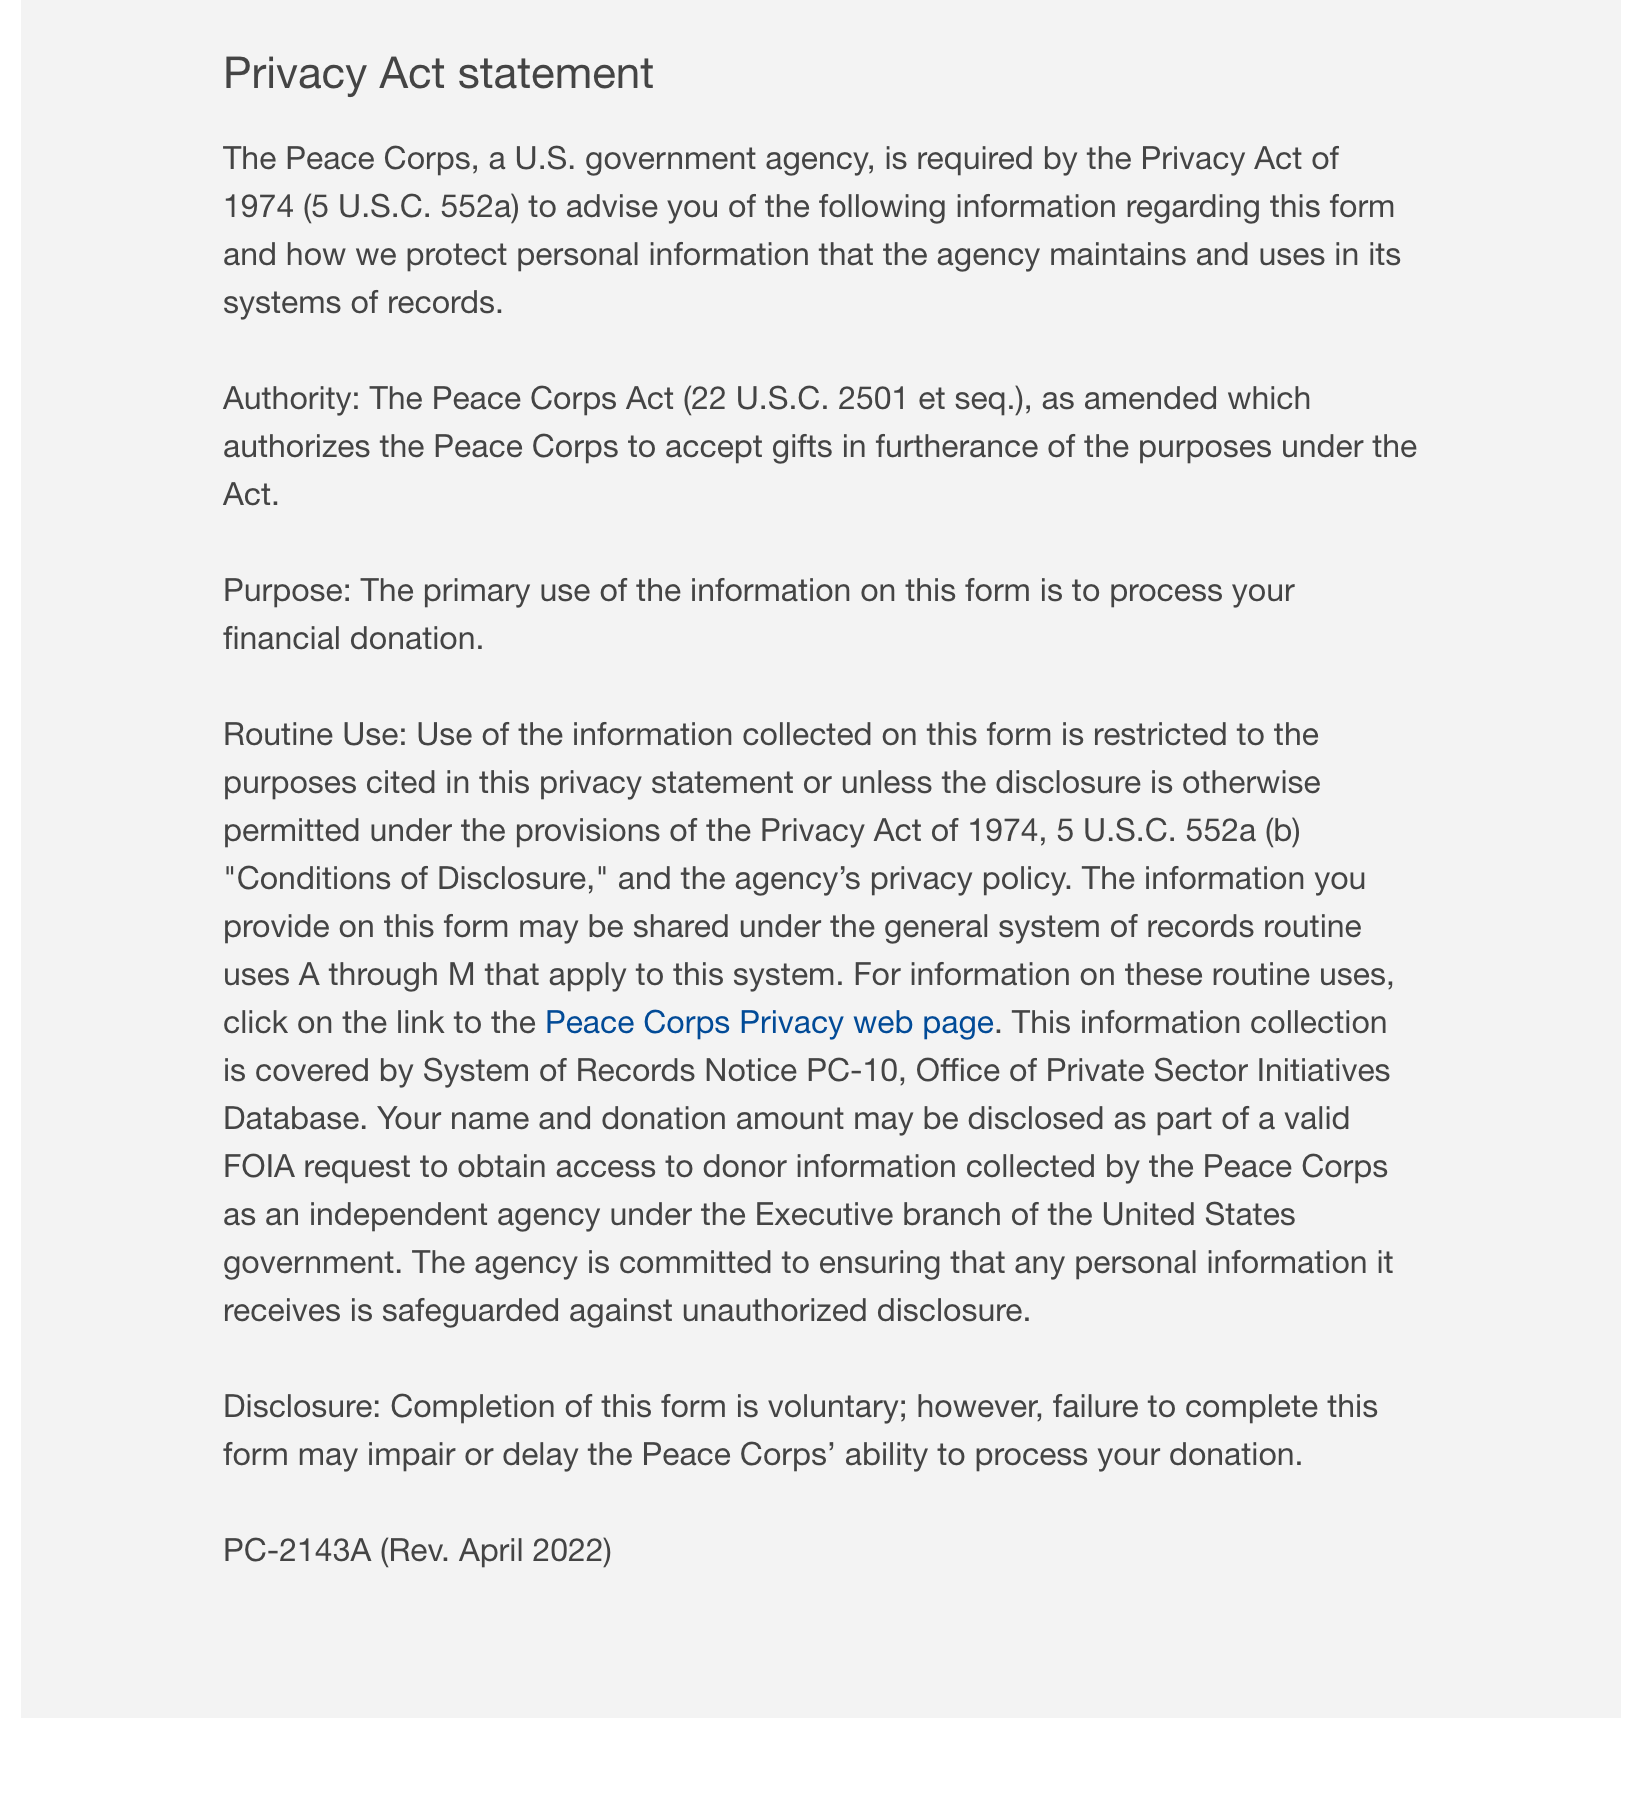 Privacy Act statement
The Peace Corps, a U.S. government agency, is required by the Privacy Act of
1974 (5 U.S.C. 552a) to advise you of the following information regarding this form
and how we protect personal information that the agency maintains and uses in its
systems of records.
Authority: The Peace Corps Act (22 U.S.C. 2501 et seq.), as amended which
authorizes the Peace Corps to accept gifts in furtherance of the purposes under the
Act.
Purpose: The primary use of the information on this form is to process your
financial donation.
Routine Use: Use of the information collected on this form is restricted to the
purposes cited in this privacy statement or unless the disclosure is otherwise
permitted under the provisions of the Privacy Act of 1974, 5 U.S.C. 552a (b)
"Conditions of Disclosure," and the agency’s privacy policy. The information you
provide on this form may be shared under the general system of records routine
uses A through M that apply to this system. For information on these routine uses,
click on the link to the Peace Corps Privacy web page. This information collection
is covered by System of Records Notice PC-10, Office of Private Sector Initiatives
Database. Your name and donation amount may be disclosed as part of a valid
FOIA request to obtain access to donor information collected by the Peace Corps
as an independent agency under the Executive branch of the United States
government. The agency is committed to ensuring that any personal information it
receives is safeguarded against unauthorized disclosure.
Disclosure: Completion of this form is voluntary; however, failure to complete this
form may impair or delay the Peace Corps’ ability to process your donation.
PC-2143A (Rev. April 2022)